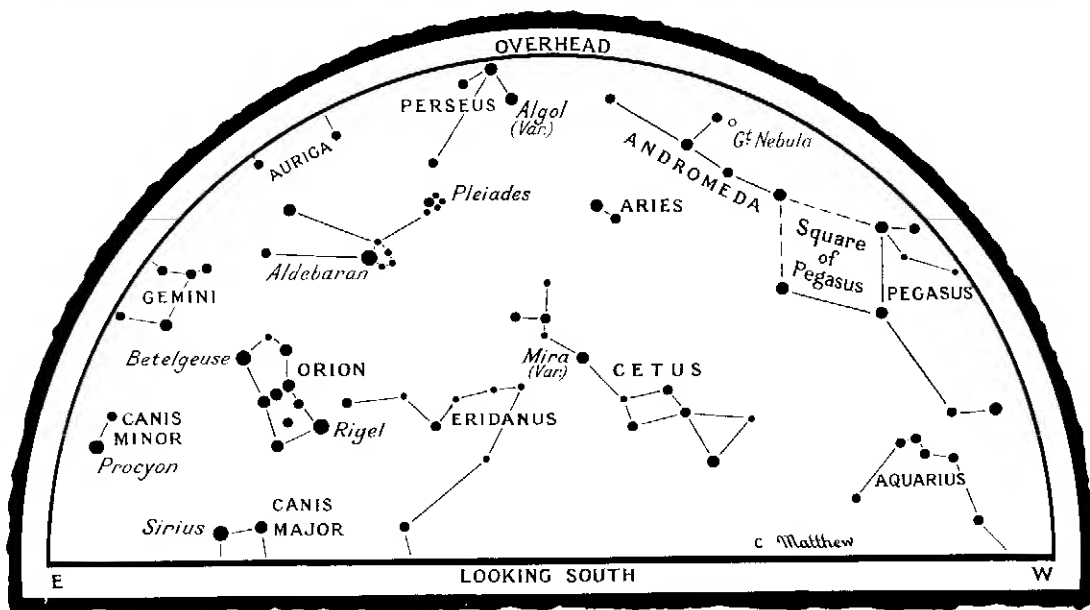 OVERHEAD
PERSEUS
Algol
(Var.)
Gt. Nebula
AURIGA
ANDROMEDA
Pleiades
ARIES
Aldebaran
Square
of
Pegasus
GEMINI
PEGASUS
Betelgeuse
ORION
Mira
(Var.)
CETUS
CANIS
MINOR
Procyon
Rigel
ERIDANUS
AQUARIUS
CANIS
MAJOR
Sirius
C Matthew
E
LOOKING SOUTH
W